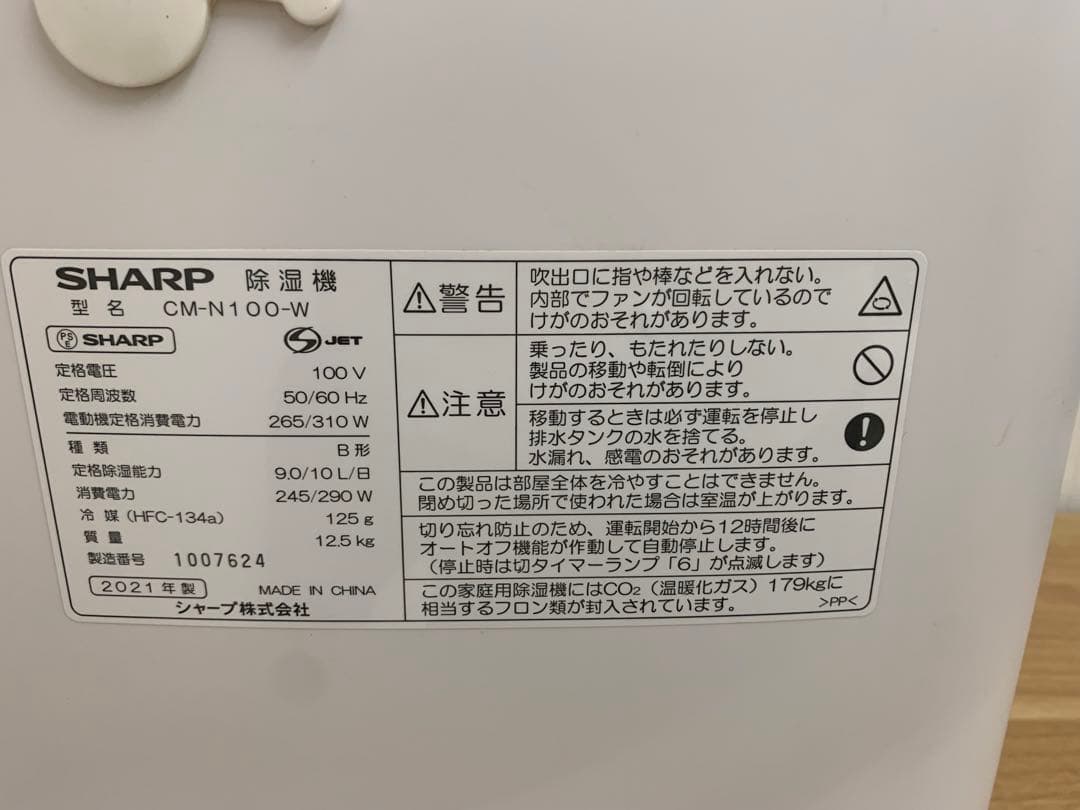 SHARP 除湿機
型名 CM-N100-W
PSE SHARP S JET
定格電圧 100 V
定格周波数 50/60 Hz
電動機定格消費電力 265/310 W
種類 B形
定格除湿能力 9.0/10 L/日
消費電力 245/290 W
冷媒(HFC-134a) 125 g
質量 12.5 kg
製造番号 1007624
2021年製 MADE IN CHINA
シャープ株式会社
⚠警告
吹出口に指や棒などを入れない。
内部でファンが回転しているので
けがのおそれがあります。
⚠注意
乗ったり、もたれたりしない。
製品の移動や転倒により
けがのおそれがあります。
移動するときは必ず運転を停止し
排水タンクの水を捨てる。
水漏れ、感電のおそれがあります。
この製品は部屋全体を冷やすことはできません。
閉め切った場所で使われた場合は室温が上がります。
切り忘れ防止のため、運転開始から12時間後に
オートオフ機能が作動して自動停止します。
(停止時は切タイマーランプ「6」が点滅します)
この家庭用除湿機にはCO₂(温暖化ガス)179kgに
相当するフロン類が封入されています。
>PP<